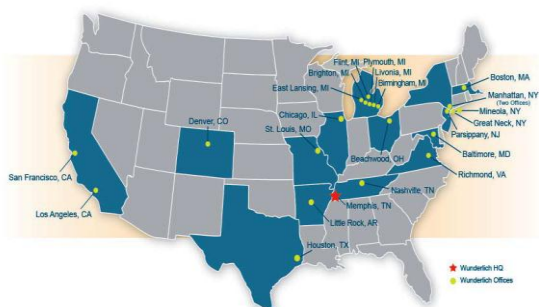 Flint, MI
Plymouth, MI
Brighton, MI
Livonia, MI
Birmingham, MI
East Lansing, MI
Boston, MA
Manhattan, NY
(Two Offices)
Mineola, NY
Great Neck, NY
Parsippany, NJ
Chicago, IL
Denver, CO
St. Louis, MO
Beachwood, OH
Baltimore, MD
Richmond, VA
San Francisco, CA
Nashville, TN
Memphis, TN
Los Angeles, CA
Little Rock, AR
Houston, TX
Wunderlich HQ
Wunderlich Offices